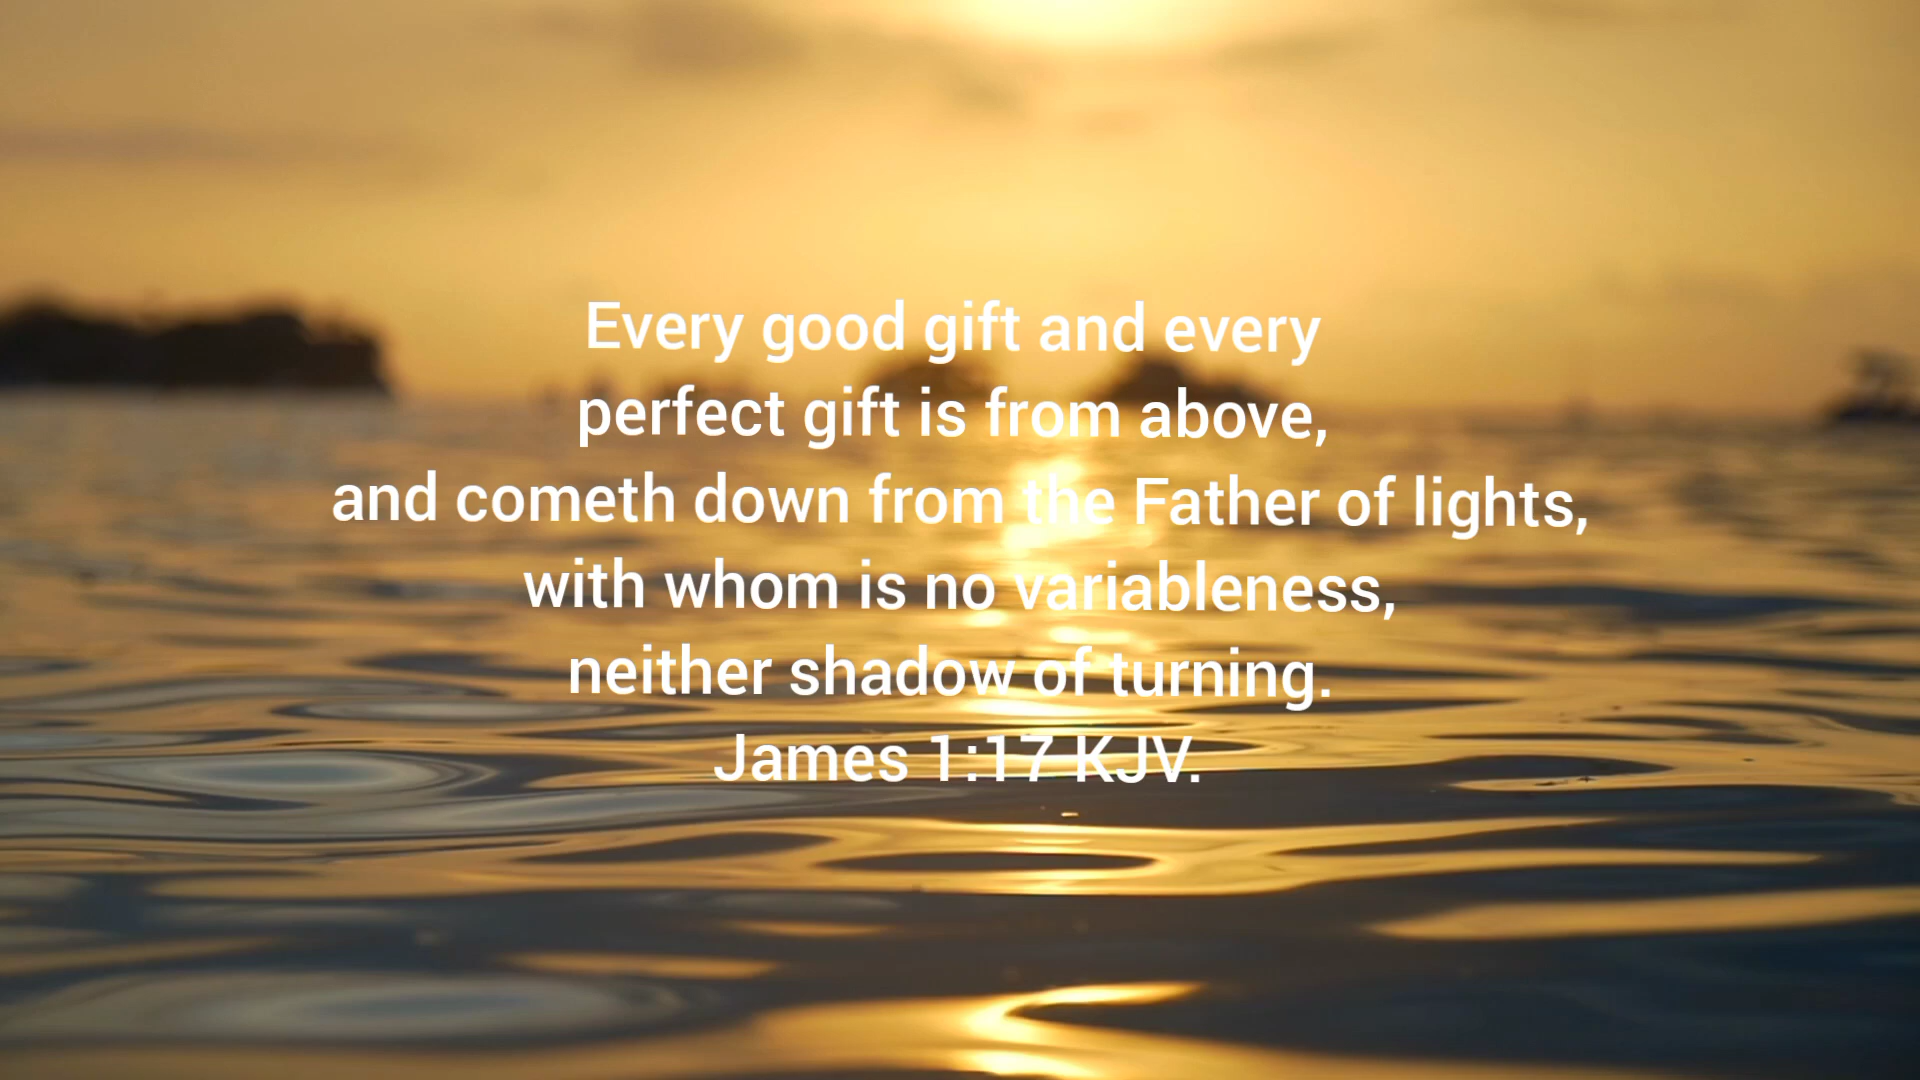 Every good gift and every
perfect gift is from above,
and cometh down from the Father of lights,
with whom is no variableness,
neither shadow of turning.
James 1:17 KJV.